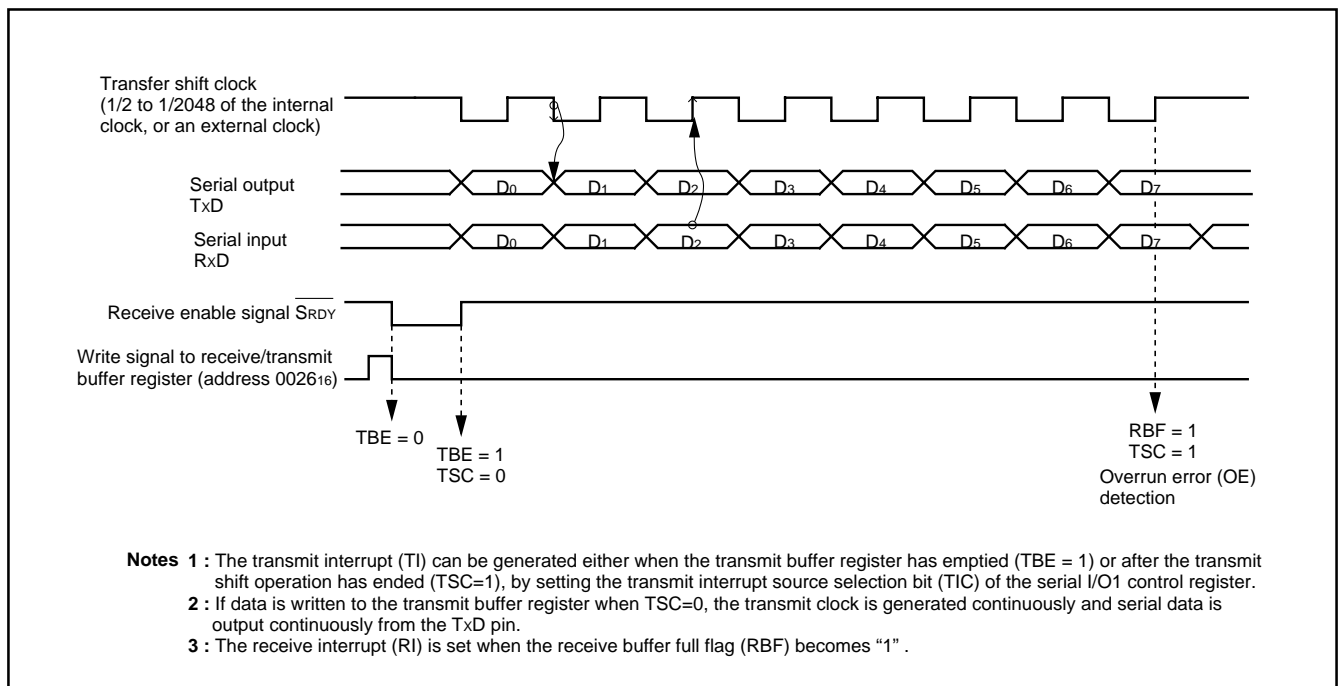 Transfer shift clock
(1/2 to 1/2048 of the internal
clock, or an external clock)
Serial output
TxD
D0 D1 D2 D3 D4 D5 D6 D7
Serial input
RxD
D0 D1 D2 D3 D4 D5 D6 D7
Receive enable signal SRDY
Write signal to receive/transmit
buffer register (address 002616)
TBE = 0
TBE = 1
TSC = 0
RBF = 1
TSC = 1
Overrun error (OE)
detection
Notes 1 : The transmit interrupt (TI) can be generated either when the transmit buffer register has emptied (TBE = 1) or after the transmit
shift operation has ended (TSC=1), by setting the transmit interrupt source selection bit (TIC) of the serial I/O1 control register.
2 : If data is written to the transmit buffer register when TSC=0, the transmit clock is generated continuously and serial data is
output continuously from the TxD pin.
3 : The receive interrupt (RI) is set when the receive buffer full flag (RBF) becomes “1” .